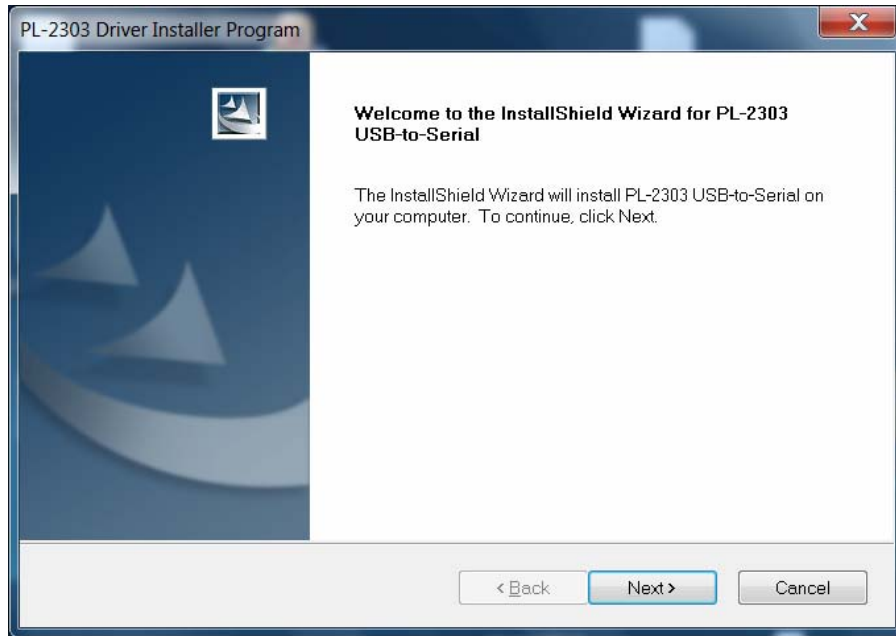 PL-2303 Driver Installer Program
X
Welcome to the InstallShield Wizard for PL-2303
USB-to-Serial
The InstallShield Wizard will install PL-2303 USB-to-Serial on
your computer. To continue, click Next.
< Back
Next >
Cancel